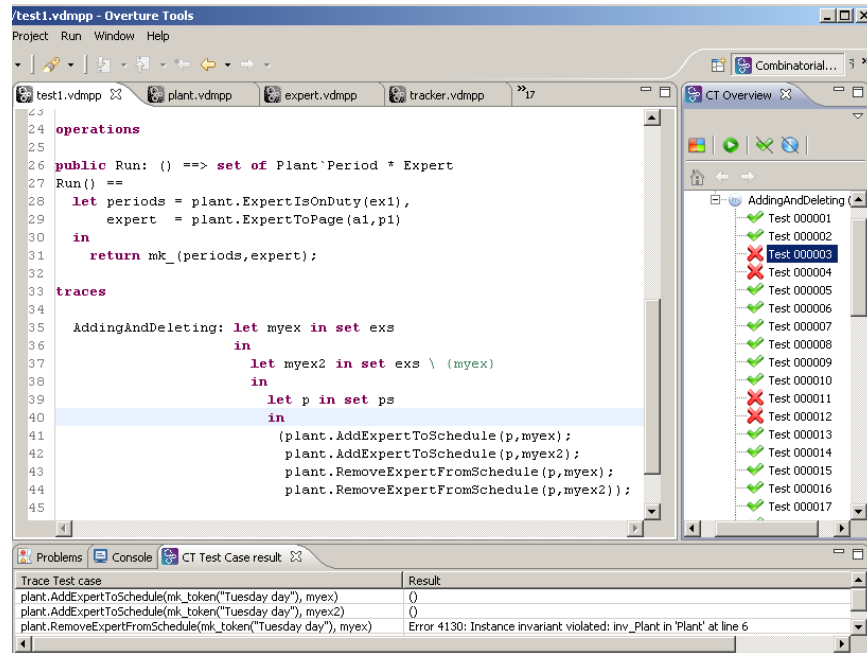 /test1.vdmpp - Overture Tools
Project Run Window Help
Combinatorial...
test1.vdmpp plant.vdmpp expert.vdmpp tracker.vdmpp »17
CT Overview
23
24 operations
25
26 public Run: () ==> set of Plant`Period * Expert
27 Run() ==
28 let periods = plant.ExpertIsOnDuty(ex1),
29 expert = plant.ExpertToPage(a1,p1)
30 in
31 return mk_(periods,expert);
32
33 traces
34
35 AddingAndDeleting: let myex in set exs
36 in
37 let myex2 in set exs \ {myex}
38 in
39 let p in set ps
40 in
41 (plant.AddExpertToSchedule(p,myex);
42 plant.AddExpertToSchedule(p,myex2);
43 plant.RemoveExpertFromSchedule(p,myex);
44 plant.RemoveExpertFromSchedule(p,myex2));
45
AddingAndDeleting (
Test 000001
Test 000002
Test 000003
Test 000004
Test 000005
Test 000006
Test 000007
Test 000008
Test 000009
Test 000010
Test 000011
Test 000012
Test 000013
Test 000014
Test 000015
Test 000016
Test 000017
Problems Console CT Test Case result
Trace Test case Result
plant.AddExpertToSchedule(mk_token("Tuesday day"), myex) ()
plant.AddExpertToSchedule(mk_token("Tuesday day"), myex2) ()
plant.RemoveExpertFromSchedule(mk_token("Tuesday day"), myex) Error 4130: Instance invariant violated: inv_Plant in 'Plant' at line 6